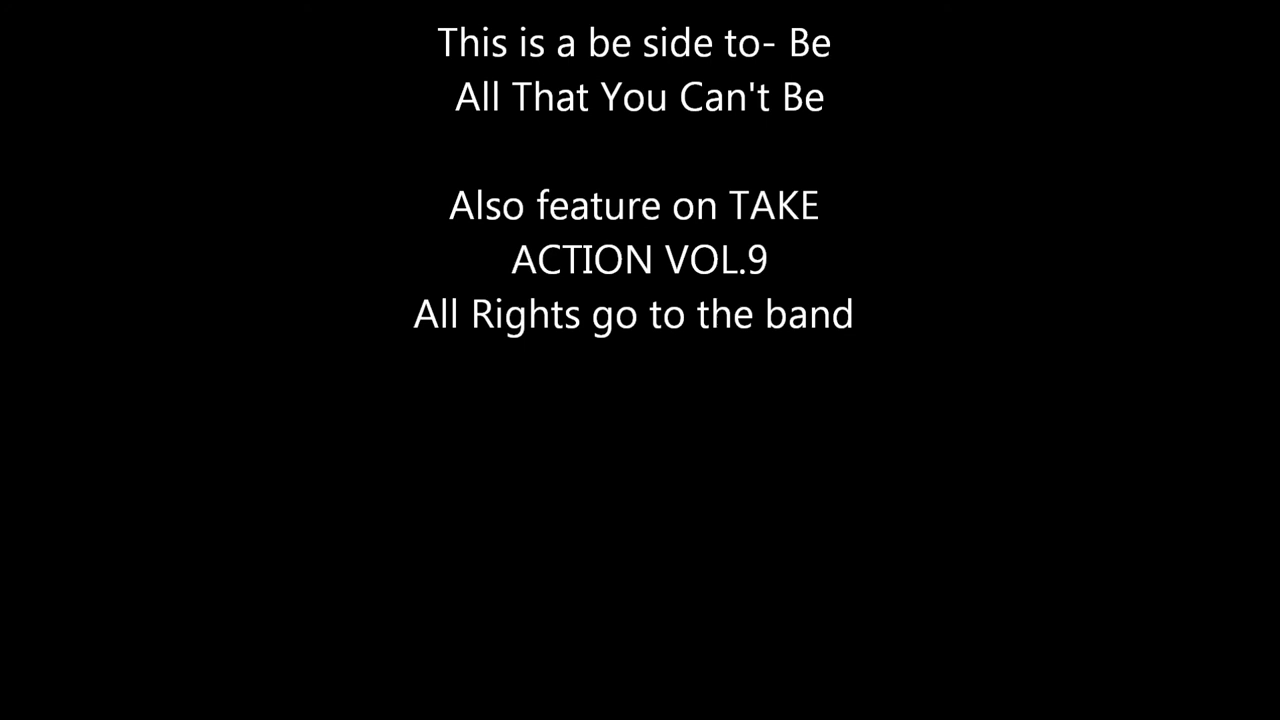 This is a be side to- Be
All That You Can't Be
Also feature on TAKE
ACTION VOL.9
All Rights go to the band